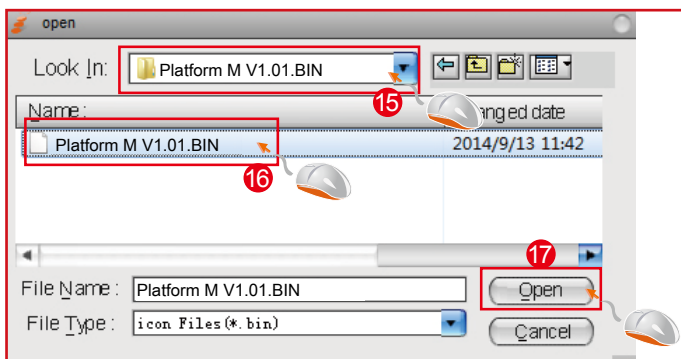 open
Look In: Platform M V1.01.BIN
15
Name: anged date
Platform M V1.01.BIN 2014/9/13 11:42
16
17
File Name: Platform M V1.01.BIN Open
File Type: icon Files(*.bin) Cancel